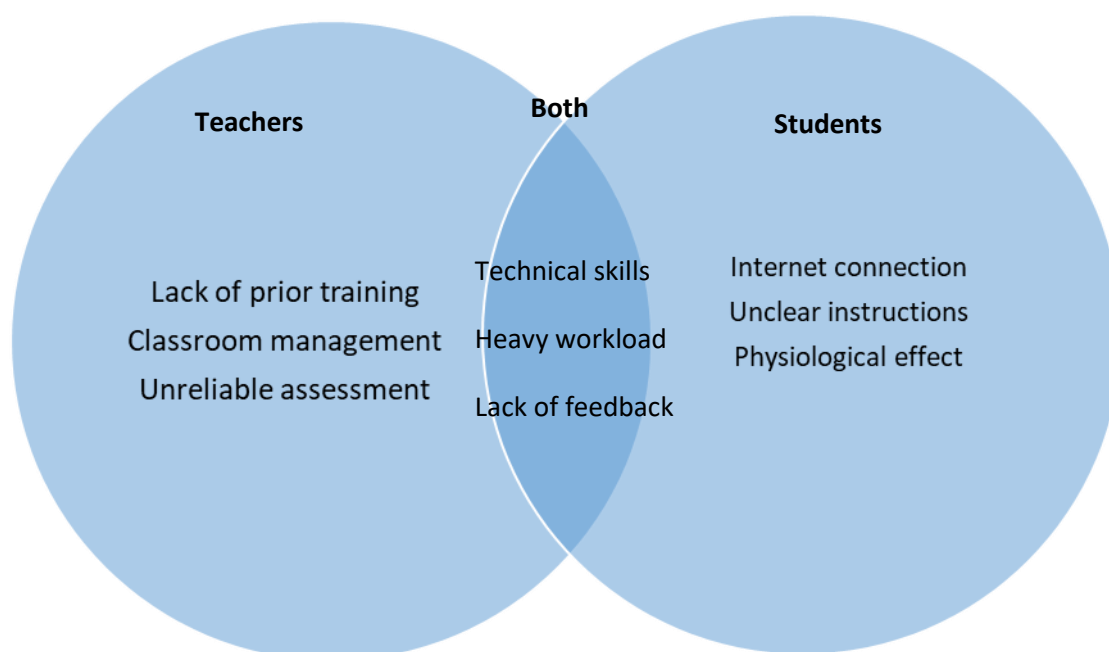 Teachers
Lack of prior training
Classroom management
Unreliable assessment
Both
Technical skills
Heavy workload
Lack of feedback
Students
Internet connection
Unclear instructions
Physiological effect